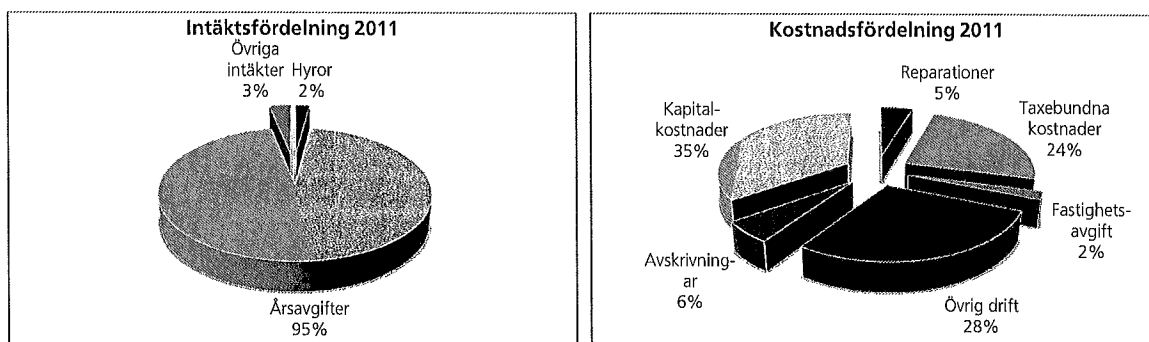 Intäktsfördelning 2011
Övriga
intäkter
3%
Hyror
2%
Årsavgifter
95%
Kostnadsfördelning 2011
Reparationer
5%
Taxebundna
kostnader
24%
Fastighets-
avgift
2%
Övrig drift
28%
Avskrivning-
ar
6%
Kapital-
kostnader
35%